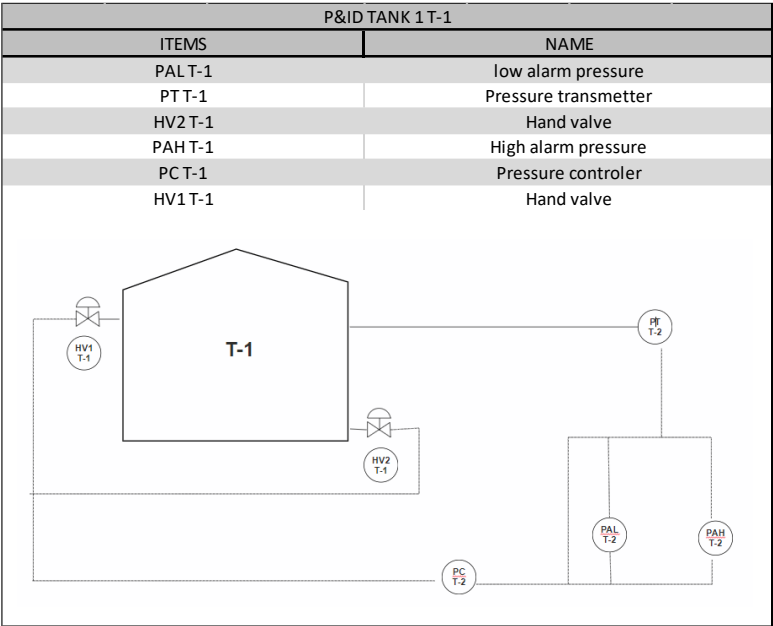 P&ID TANK 1 T-1
ITEMS NAME
PAL T-1 low alarm pressure
PT T-1 Pressure transmetter
HV2 T-1 Hand valve
PAH T-1 High alarm pressure
PC T-1 Pressure controler
HV1 T-1 Hand valve
PT
T-2
HV1
T-1
T-1
HV2
T-1
PAL
T-2
PAH
T-2
PC
T-2